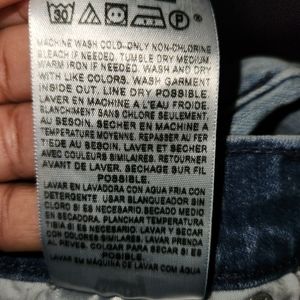 30 P
MACHINE WASH COLD-ONLY NON-CHLORINE
BLEACH IF NEEDED. TUMBLE DRY MEDIUM
WARM IRON IF NEEDED. WASH AND DRY
WITH LIKE COLORS. WASH GARMENT
INSIDE OUT. LINE DRY POSSIBLE.
LAVER EN MACHINE A L'EAU FROID.
BLANCHIMENT SANS CHLORE SEULEMENT,
AU BESOIN. SECHER EN MACHINE A
TEMPERATURE MOYENNE. REPASSER AU FER
TIEDE AU BESOIN. LAVER ET SECHER
AVEC COULEURS SIMILAIRES. RETOURNER
AVANT DE LAVER. SECHAGE SUR FIL
POSSIBLE.
LAVAR EN LAVADORA CON AGUA FRIA CON
DETERGENTE. USAR BLANQUEADOR SIN
CLORO SI ES NECESARIO. SECADO MEDIO
EN SECADORA. PLANCHAR TEMPERATURA
TIBIA SI ES NECESARIO. LAVAR Y SECAR
CON COLORES SIMILARES. LAVAR PRENDA
AL REVES. COLGAR PARA SECAR SI ES
POSIBLE.
LAVAR EN MAQUINA DE LAVAR COM AQUA